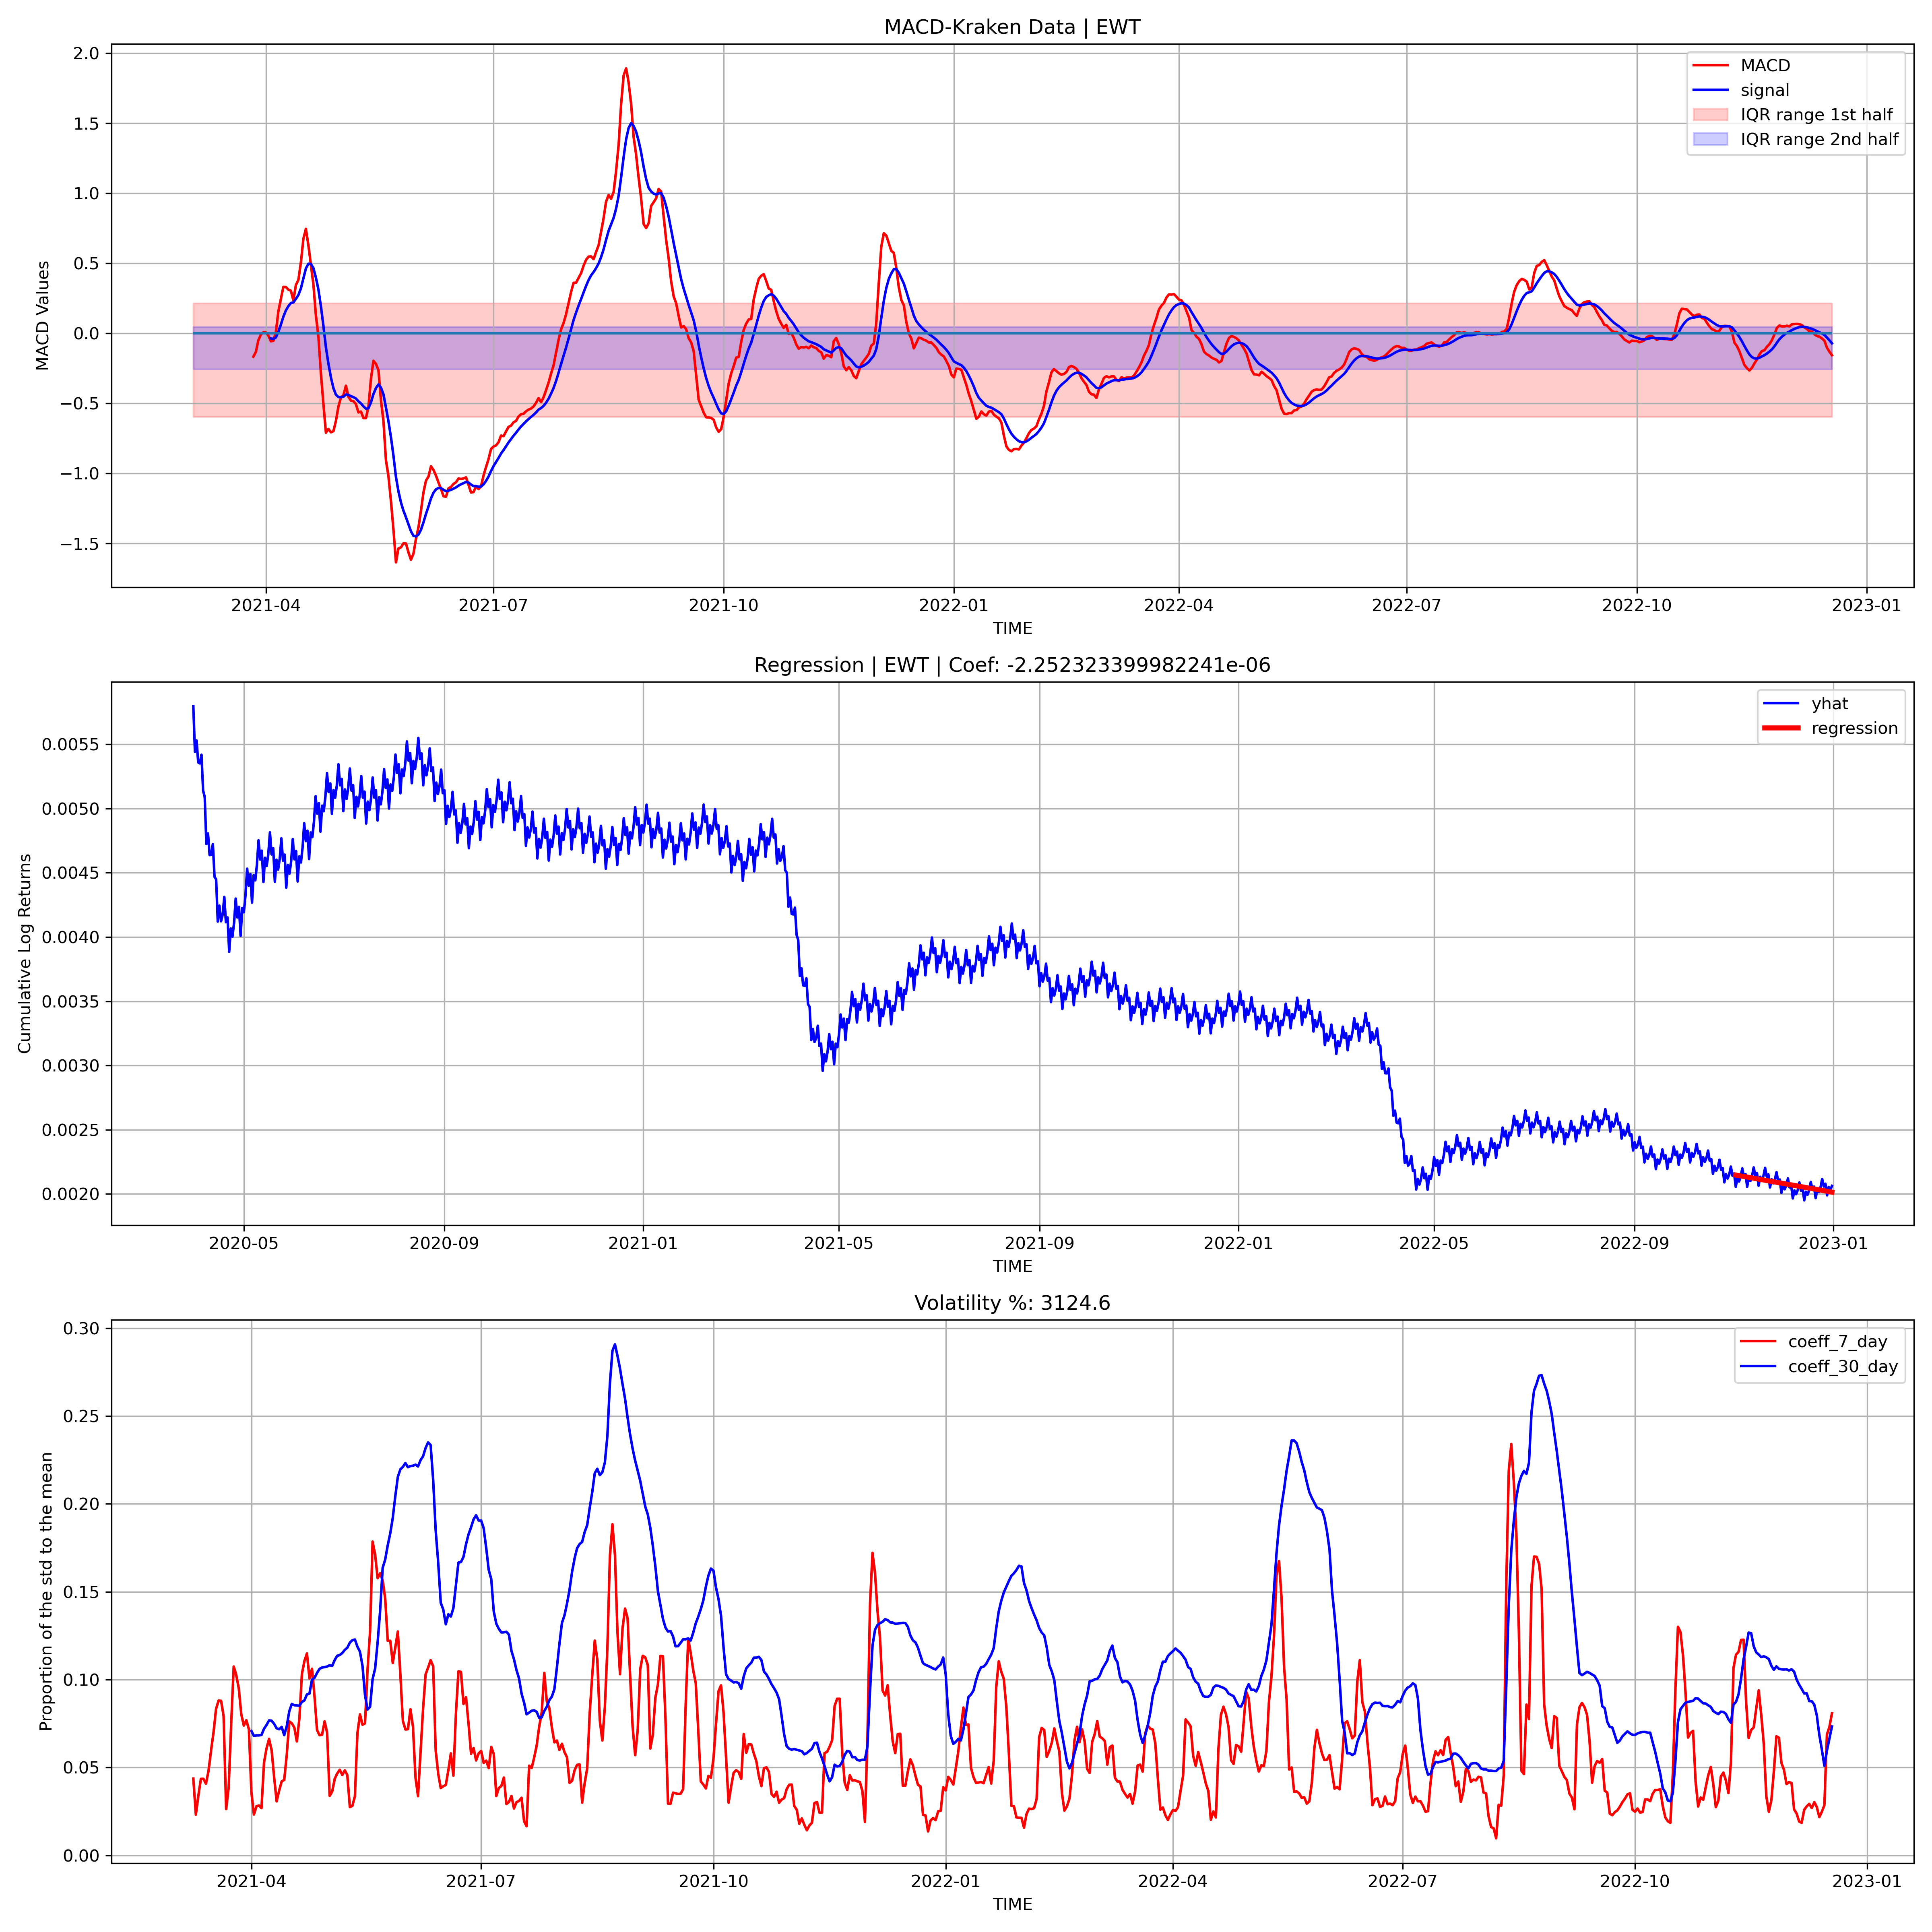 MACD-Kraken Data | EWT
MACD Values
2.0
1.5
1.0
0.5
0.0
−0.5
−1.0
−1.5
MACD
signal
IQR range 1st half
IQR range 2nd half
2021-04 2021-07 2021-10 2022-01 2022-04 2022-07 2022-10 2023-01
TIME
Regression | EWT | Coef: -2.252323399982241e-06
Cumulative Log Returns
0.0055
0.0050
0.0045
0.0040
0.0035
0.0030
0.0025
0.0020
yhat
regression
2020-05 2020-09 2021-01 2021-05 2021-09 2022-01 2022-05 2022-09 2023-01
TIME
Volatility %: 3124.6
Proportion of the std to the mean
0.30
0.25
0.20
0.15
0.10
0.05
0.00
coeff_7_day
coeff_30_day
2021-04 2021-07 2021-10 2022-01 2022-04 2022-07 2022-10 2023-01
TIME